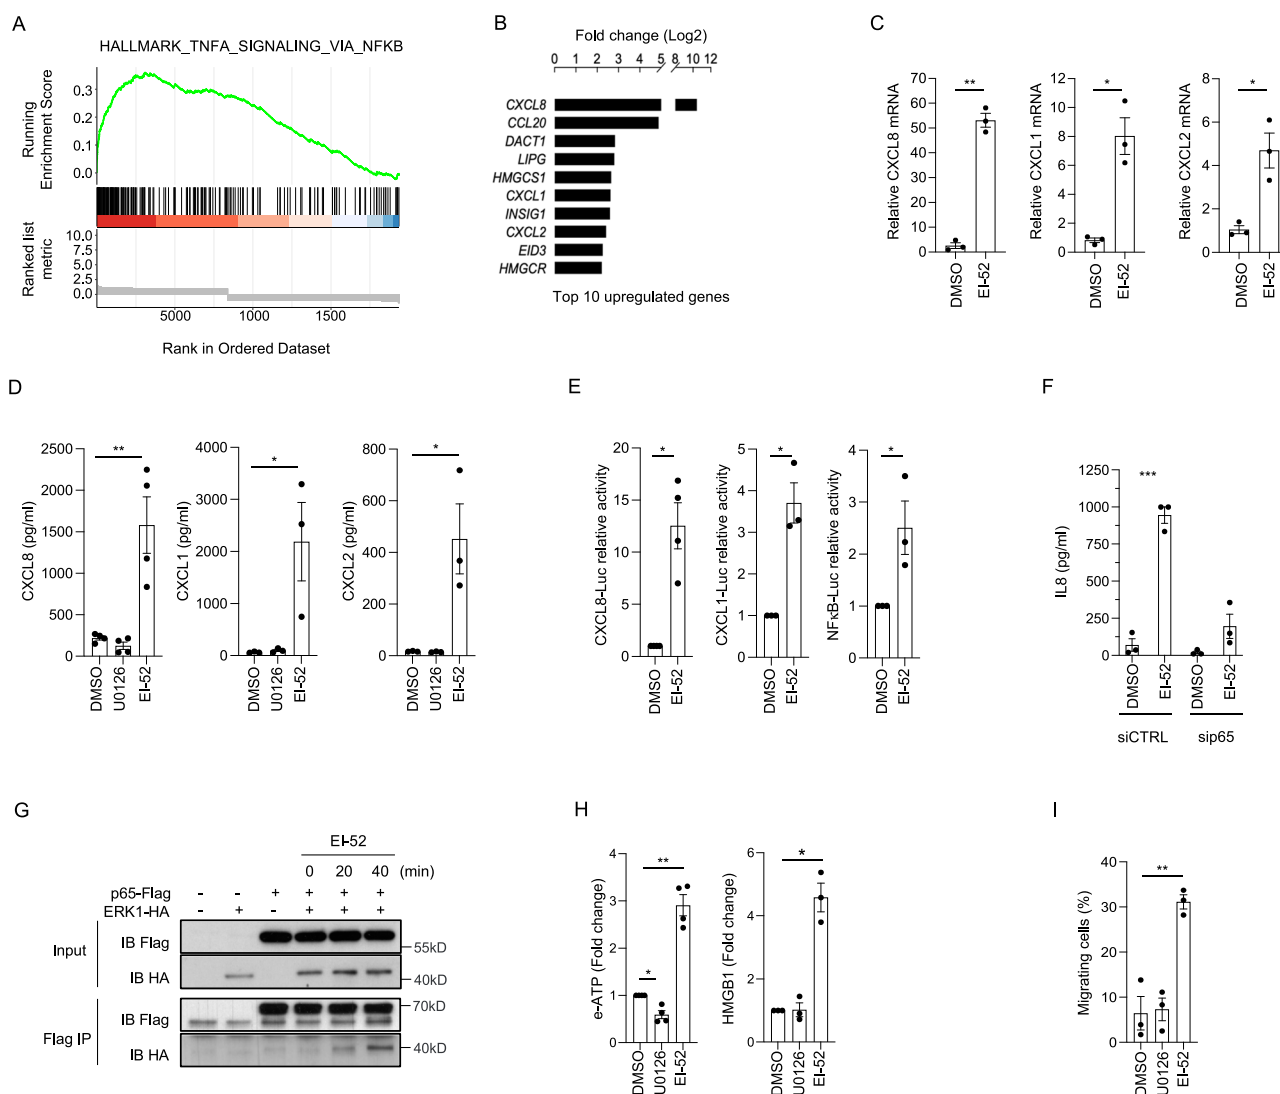 A
HALLMARK_TNFA_SIGNALING_VIA_NFKB
Running
Enrichment Score
0.3
0.2
0.1
0.0
Ranked list
metric
10.0
7.5
5.0
2.5
0.0
5000
1000
1500
Rank in Ordered Dataset
B
Fold change (Log2)
0 1 2 3 4 5 8 10 12
CXCL8
CCL20
DACT1
LIPG
HMGCS1
CXCL1
INSIG1
CXCL2
EID3
HMGCR
Top 10 upregulated genes
C
Relative CXCL8 mRNA
70
60
50
40
30
20
10
0
**
DMSO
EI-52
Relative CXCL1 mRNA
12
10
8
6
4
2
0
*
DMSO
EI-52
Relative CXCL2 mRNA
8
6
4
2
0
*
DMSO
EI-52
D
CXCL8 (pg/ml)
2500
2000
1500
1000
500
0
**
DMSO
U0126
EI-52
CXCL1 (pg/ml)
4000
3000
2000
1000
0
*
DMSO
U0126
EI-52
CXCL2 (pg/ml)
800
600
400
200
0
*
DMSO
U0126
EI-52
E
CXCL8-Luc relative activity
20
15
10
5
0
*
DMSO
EI-52
CXCL1-Luc relative activity
5
4
3
2
1
0
*
DMSO
EI-52
NFκB-Luc relative activity
4
3
2
1
0
*
DMSO
EI-52
F
IL8 (pg/ml)
1250
1000
750
500
250
0
***
DMSO
EI-52
DMSO
EI-52
siCTRL sip65
G
EI-52
0 20 40 (min)
p65-Flag - - + + + +
ERK1-HA - + - + + +
Input
IB Flag
55kD
IB HA
40kD
Flag IP
IB Flag
70kD
IB HA
40kD
H
e-ATP (Fold change)
4
3
2
1
0
**
*
DMSO
U0126
EI-52
HMGB1 (Fold change)
6
4
2
0
*
DMSO
U0126
EI-52
I
Migrating cells (%)
40
30
20
10
0
**
DMSO
U0126
EI-52